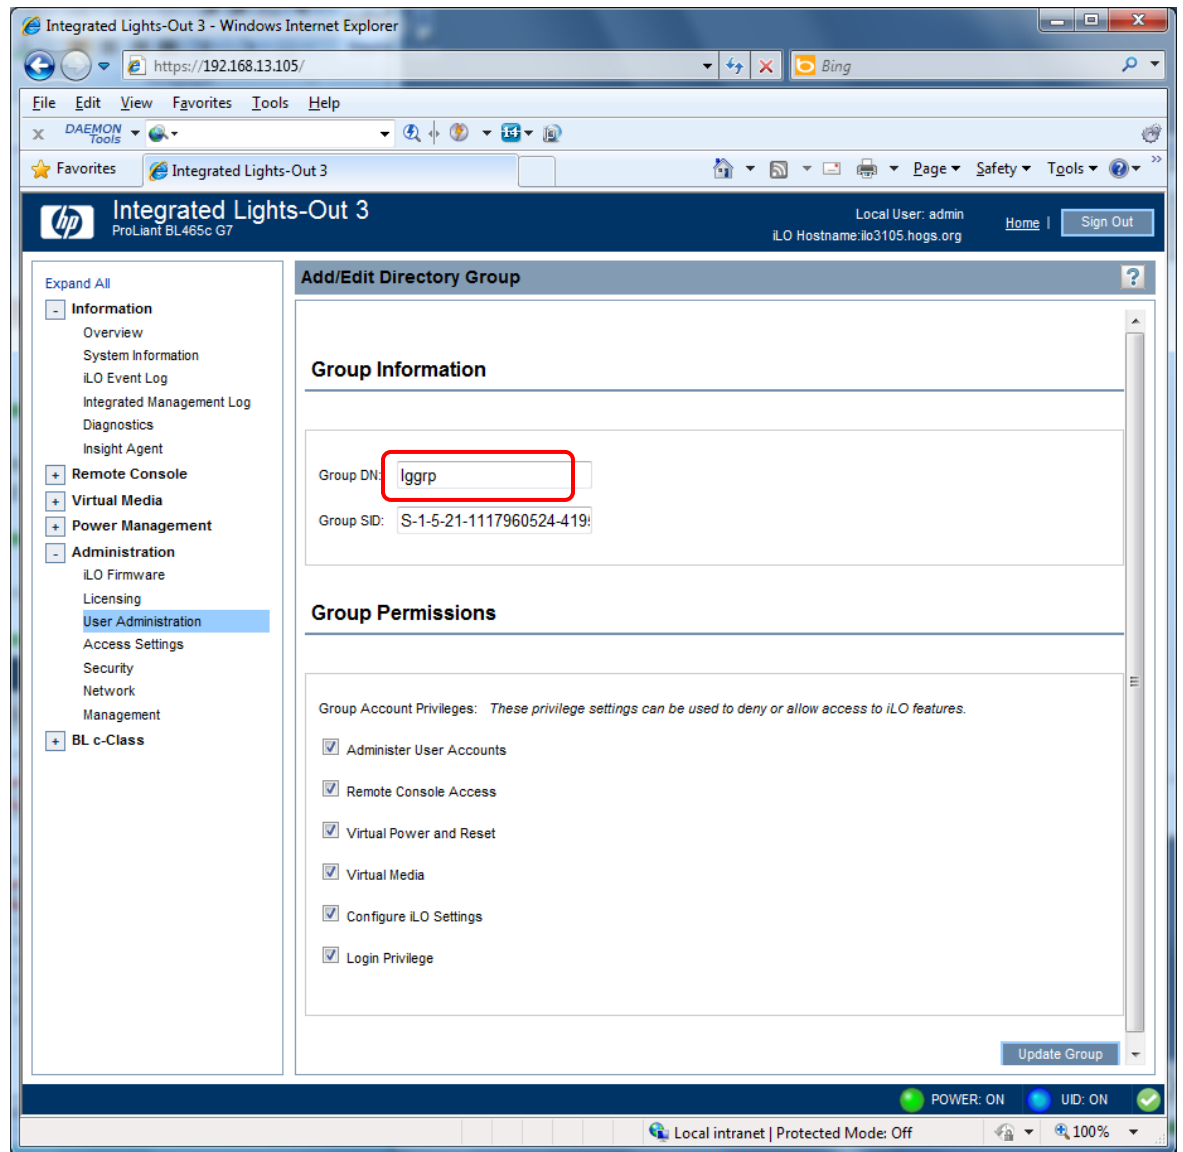 Integrated Lights-Out 3 - Windows Internet Explorer
https://192.168.13.105/
Bing
File Edit View Favorites Tools Help
x DAEMON Tools
14
Favorites Integrated Lights-Out 3 Page Safety Tools
hp Integrated Lights-Out 3
ProLiant BL465c G7
Local User: admin
iLO Hostname:ilo3105.hogs.org
Home | Sign Out
Expand All
- Information
Overview
System Information
iLO Event Log
Integrated Management Log
Diagnostics
Insight Agent
+ Remote Console
+ Virtual Media
+ Power Management
- Administration
iLO Firmware
Licensing
User Administration
Access Settings
Security
Network
Management
+ BL c-Class
Add/Edit Directory Group ?
Group Information
Group DN:
Group SID: S-1-5-21-1117960524-419
Group Permissions
Group Account Privileges: These privilege settings can be used to deny or allow access to iLO features.
Administer User Accounts
Remote Console Access
Virtual Power and Reset
Virtual Media
Configure iLO Settings
Login Privilege
Update Group
POWER: ON UID: ON
Local intranet | Protected Mode: Off 100%